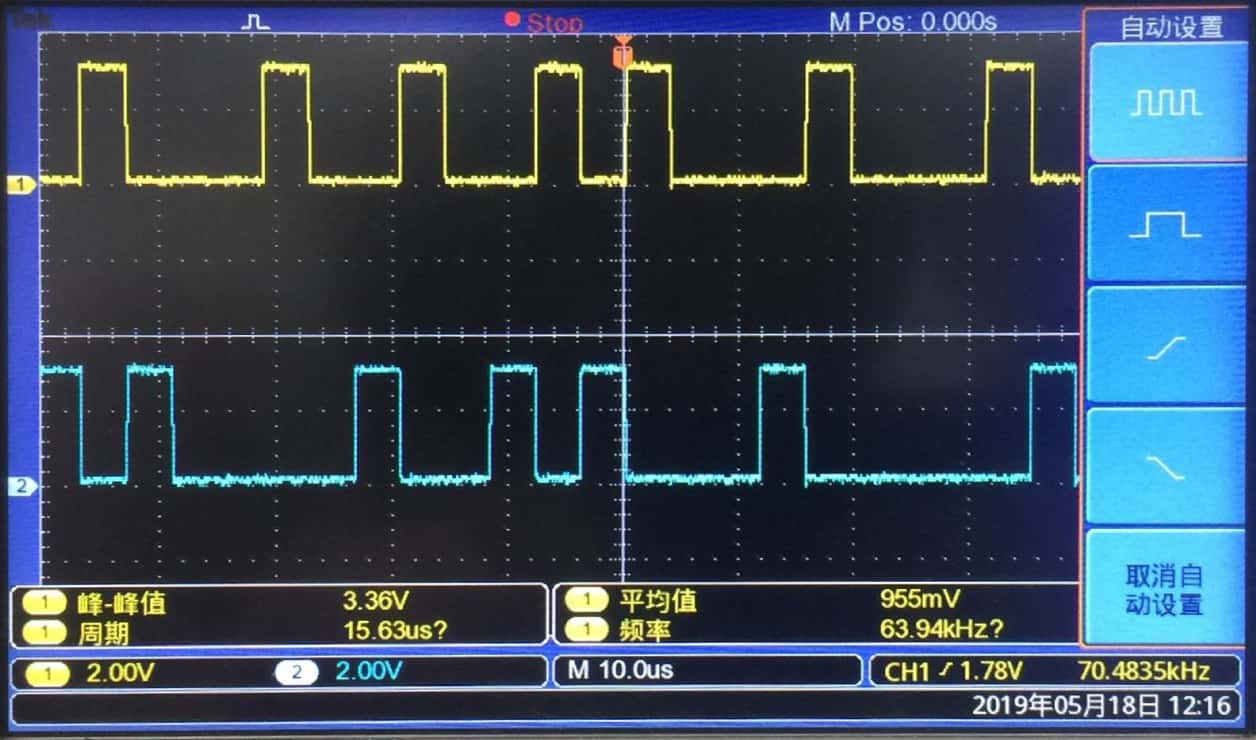 Stop M Pos: 0.000s
自动设置
1
2
取消自
动设置
1 峰-峰值 3.36V 1 平均值 955mV
1 周期 15.63us? 1 频率 63.94kHz?
1 2.00V 2 2.00V M 10.0us CH1 1.78V 70.4835kHz
2019年05月18日 12:16